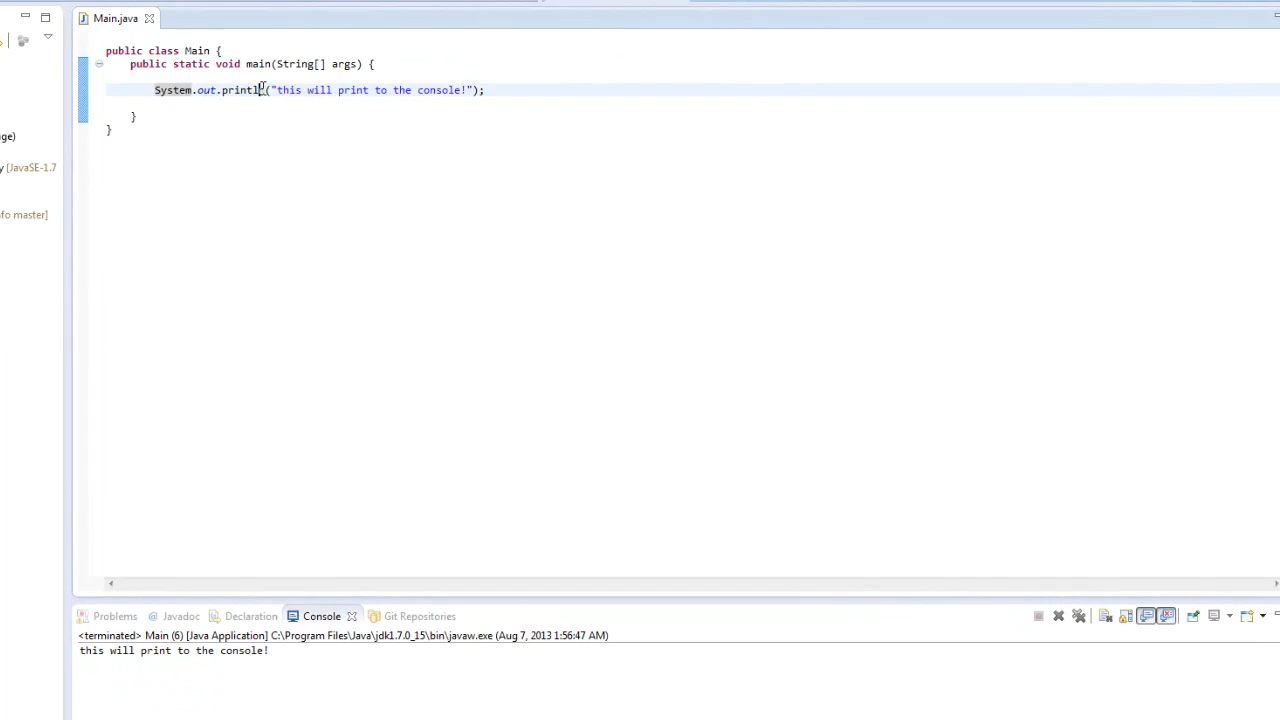 Main.java
public class Main {
public static void main(String[] args) {
System.out.printl("this will print to the console!");
}
}
ge)
y [JavaSE-1.7
nfo master]
Problems @ Javadoc Declaration Console Git Repositories
<terminated> Main (6) [Java Application] C:\Program Files\Java\jdk1.7.0_15\bin\javaw.exe (Aug 7, 2013 1:56:47 AM)
this will print to the console!